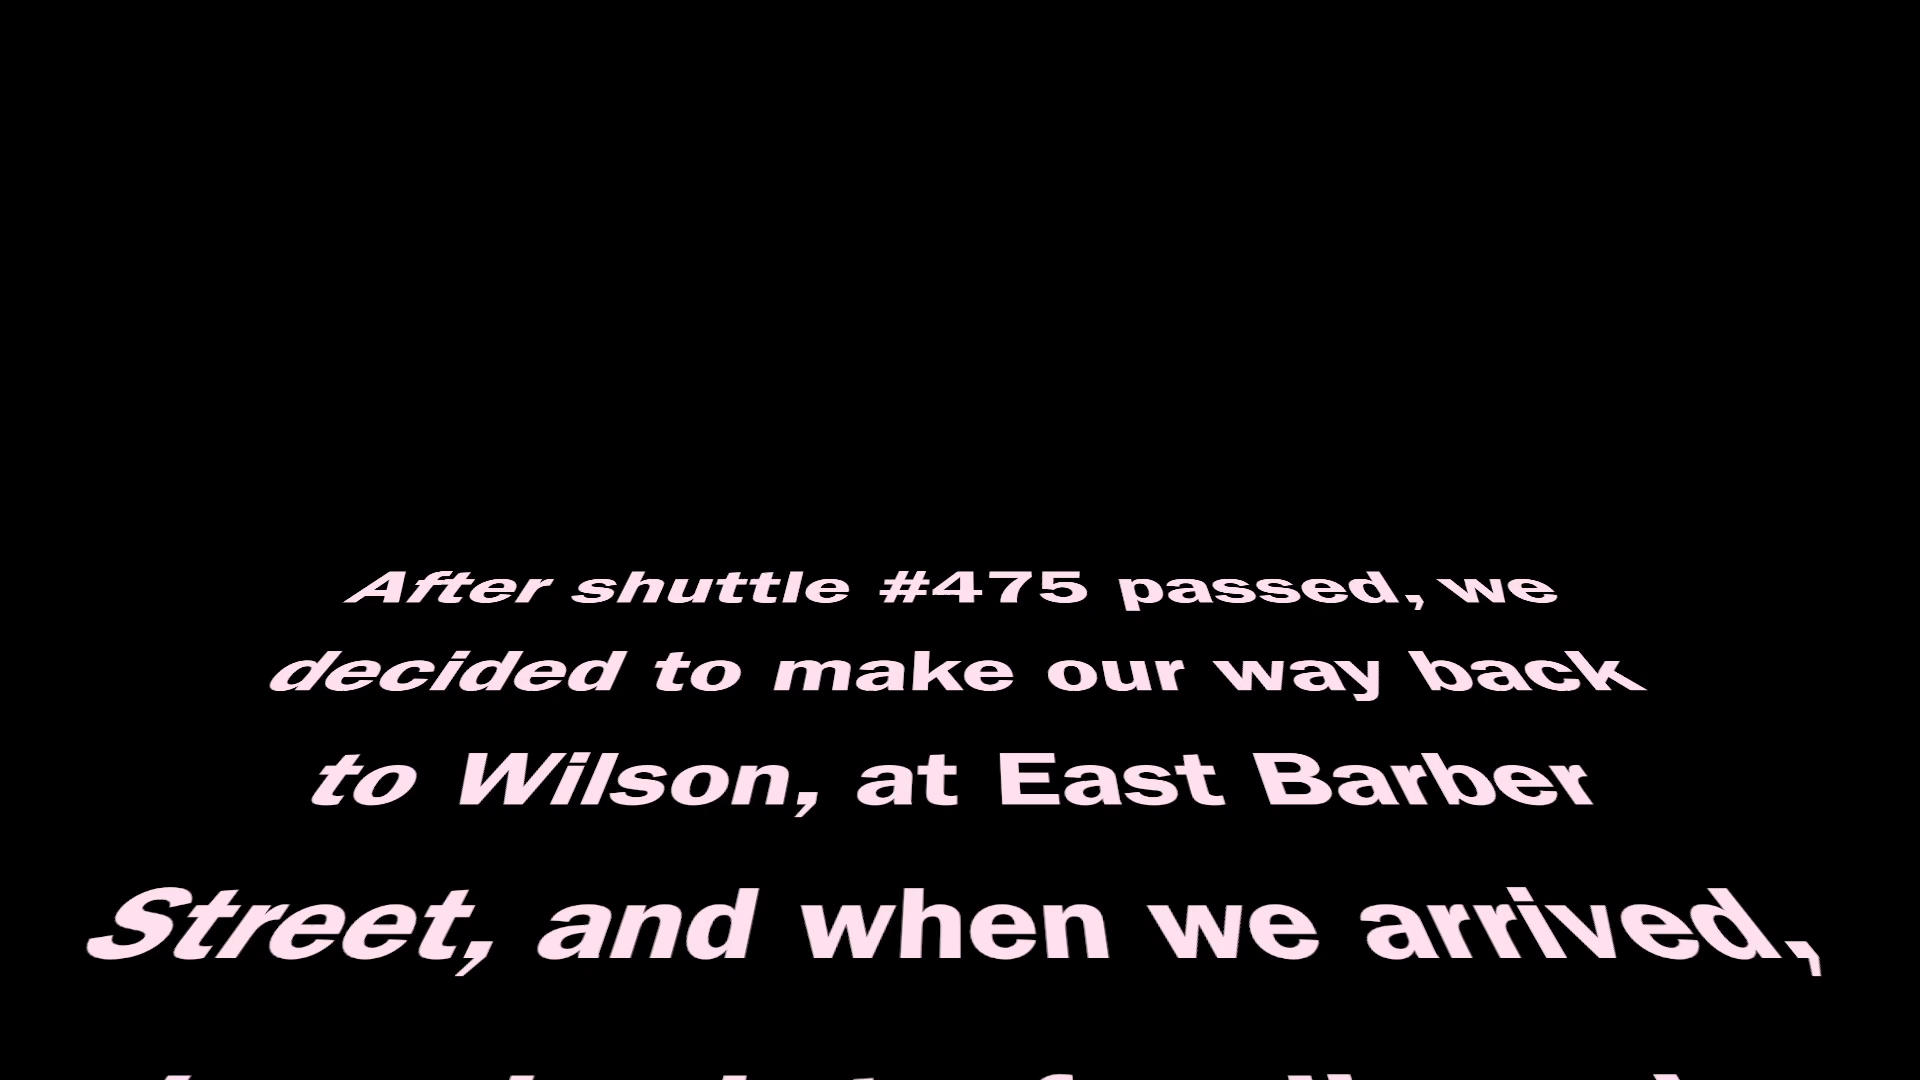 After shuttle #475 passed, we
decided to make our way back
to Wilson, at East Barber
Street, and when we arrived,